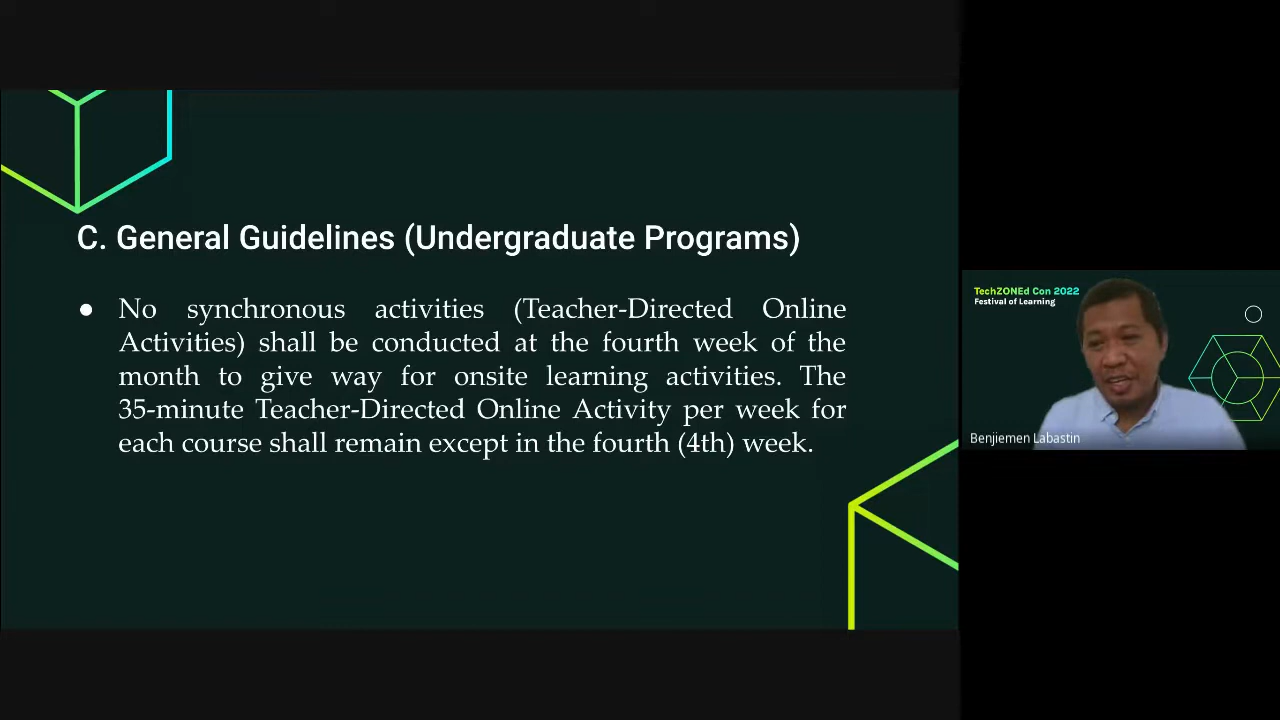 C. General Guidelines (Undergraduate Programs)
● No synchronous activities (Teacher-Directed Online
Activities) shall be conducted at the fourth week of the
month to give way for onsite learning activities. The
35-minute Teacher-Directed Online Activity per week for
each course shall remain except in the fourth (4th) week.
TechZONEd Con 2022
Festival of Learning
Benjiemen Labastin